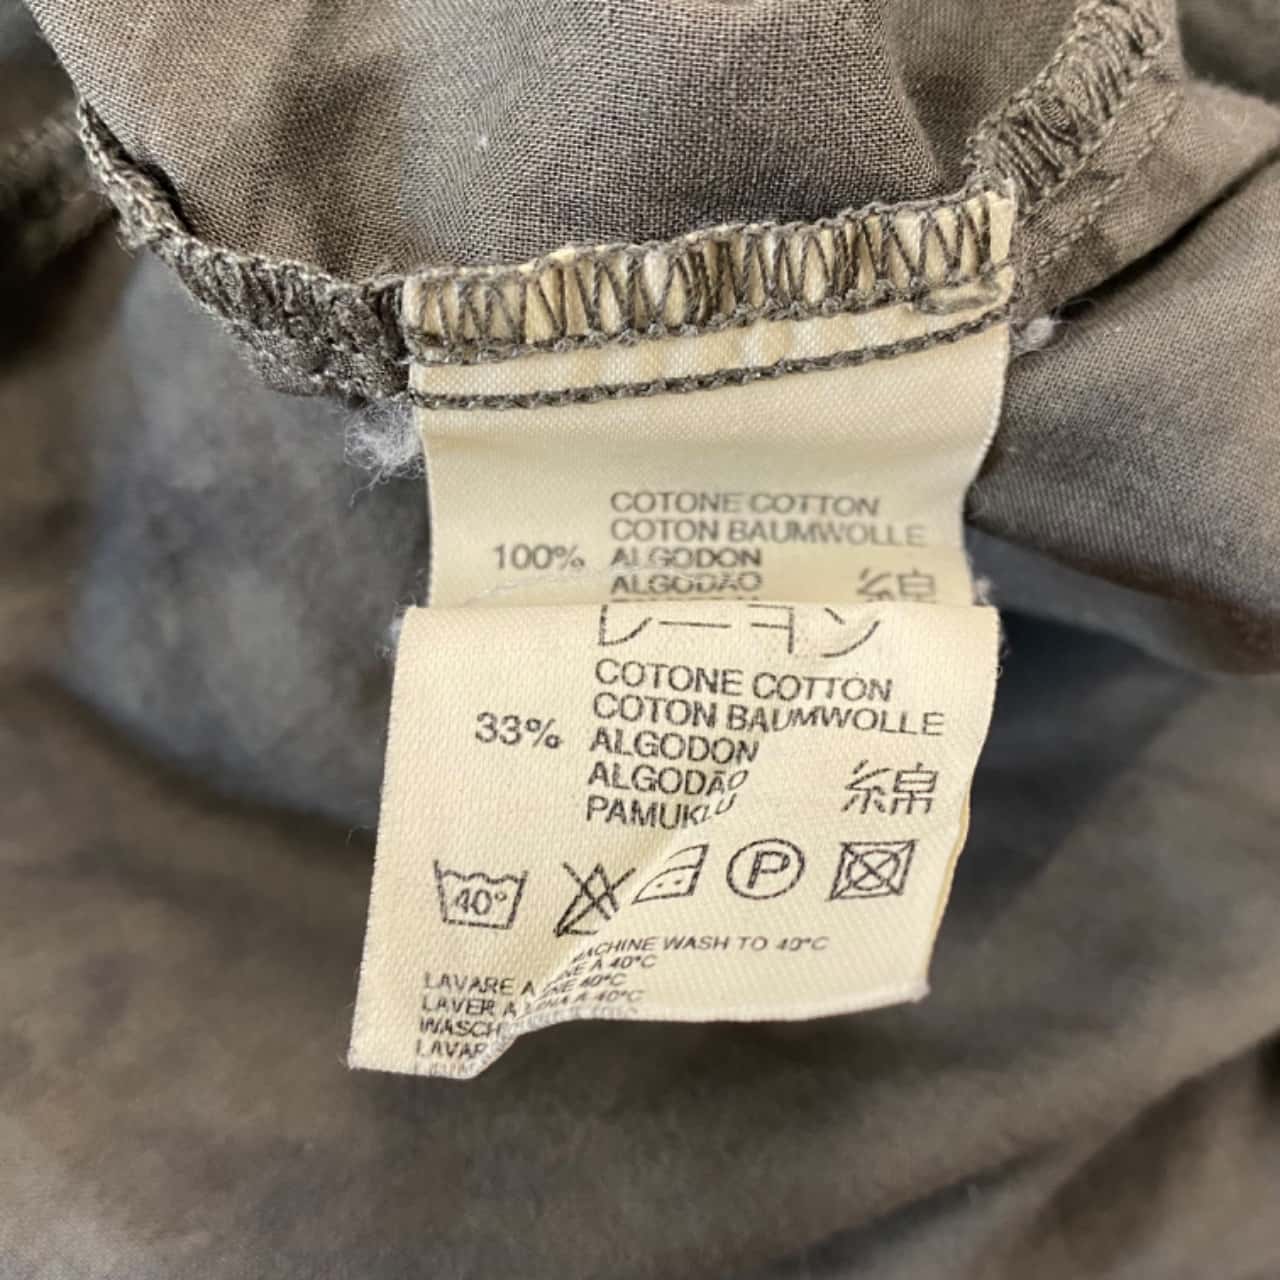 COTONE COTTON
COTON BAUMWOLLE
100% ALGODON
ALGODÃO 綿
レーヨン
COTONE COTTON
COTON BAUMWOLLE
33% ALGODON
ALGODÃO 綿
PAMUKLU
40° P
MACHINE WASH TO 40°C
LAVARE A
A 40°C
LAVER A
40°C
A 40°C